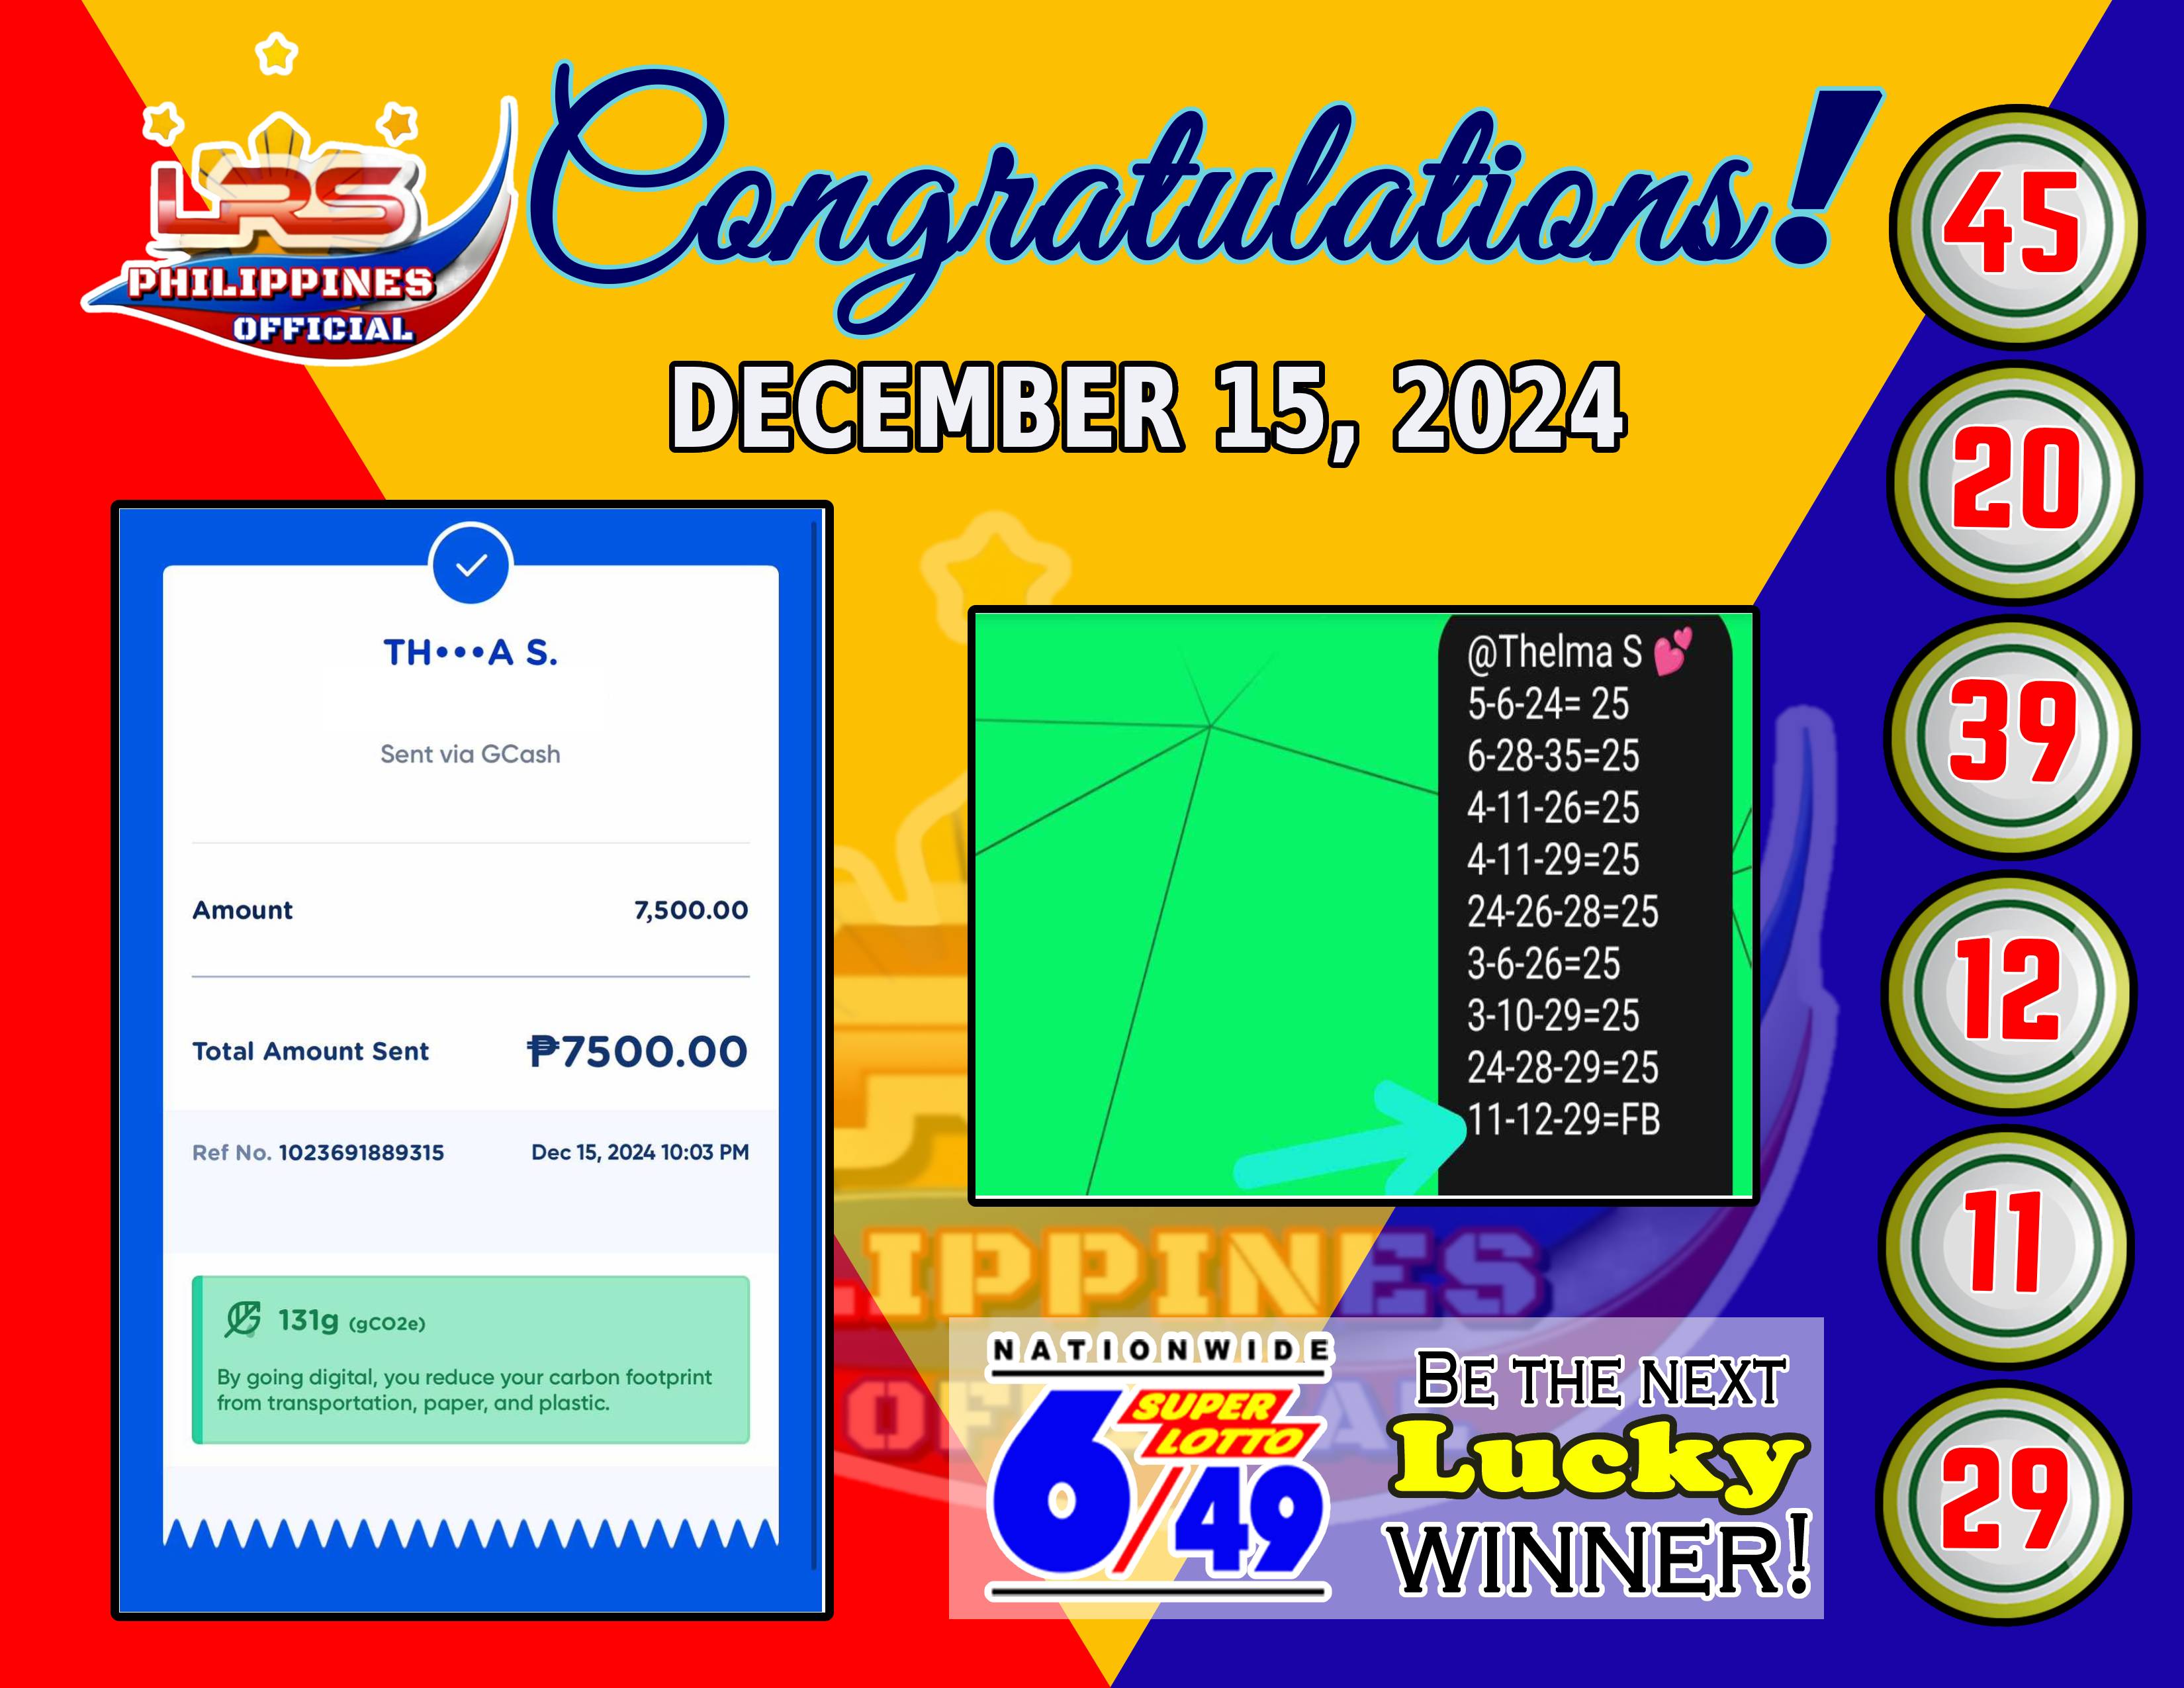 LRS
PHILIPPINES
OFFICIAL
Congratulations!
DECEMBER 15, 2024
TH•••A S.
Sent via GCash
Amount 7,500.00
Total Amount Sent ₱7500.00
Ref No. 1023691889315 Dec 15, 2024 10:03 PM
131g (gCO2e)
By going digital, you reduce your carbon footprint
from transportation, paper, and plastic.
@Thelma S 💕
5-6-24= 25
6-28-35=25
4-11-26=25
4-11-29=25
24-26-28=25
3-6-26=25
3-10-29=25
24-28-29=25
11-12-29=FB
IPPINES
NATIONWIDE
SUPER
LOTTO
6/49
BE THE NEXT
Lucky
WINNER!
45
20
39
12
11
29